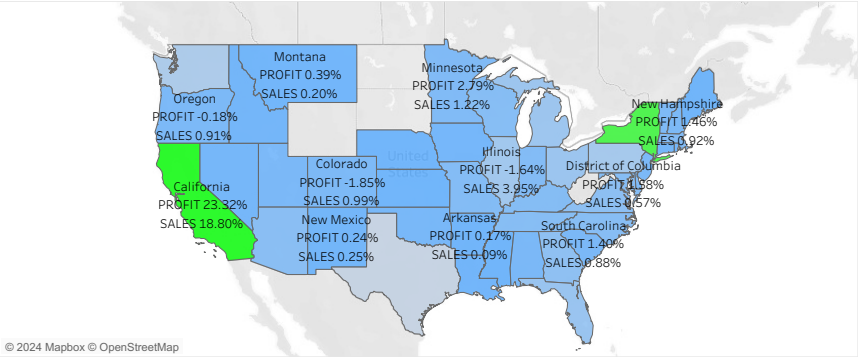 Montana
PROFIT 0.39%
SALES 0.20%
Minnesota
PROFIT 2.79%
SALES 1.22%
Oregon
PROFIT -0.18%
SALES 0.91%
New Hampshire
PROFIT 1.46%
SALES 0.92%
United
States
Illinois
PROFIT -1.64%
SALES 3.95%
Colorado
PROFIT -1.85%
SALES 0.99%
District of Columbia
PROFIT 1.58%
SALES 0.57%
California
PROFIT 23.32%
SALES 18.80%
New Mexico
PROFIT 0.24%
SALES 0.25%
Arkansas
PROFIT 0.17%
SALES 0.09%
South Carolina
PROFIT 1.40%
SALES 0.88%
© 2024 Mapbox © OpenStreetMap